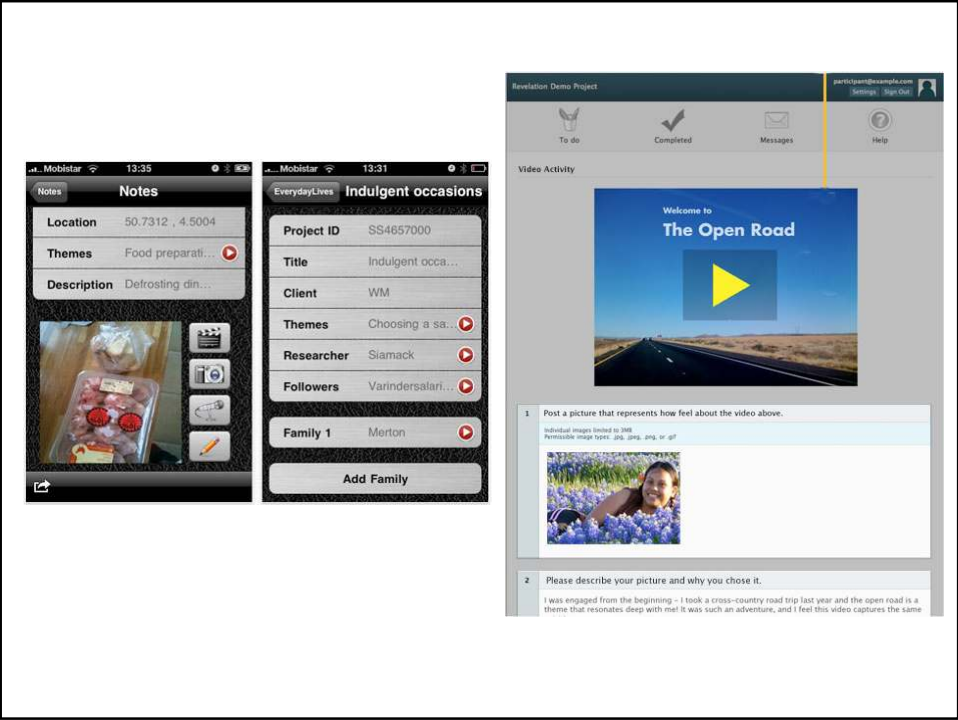 Mobistar 13:35
Notes Notes
Location 50.7312 , 4.5004
Themes Food preparati...
Description Defrosting din...
Mobistar 13:31
EverydayLives Indulgent occasions
Project ID SS4657000
Title Indulgent occa...
Client WM
Themes Choosing a sa...
Researcher Siamack
Followers Varindersalari...
Family 1 Merton
Add Family
participant@example.com
Revelation Demo Project
Settings Sign Out
To do Completed Messages Help
Video Activity
Welcome to
The Open Road
1 Post a picture that represents how feel about the video above.
Individual images limited to 3MB
Permissible image types: .jpg, .jpeg, .png, or .gif
2 Please describe your picture and why you chose it.
I was engaged from the beginning – I took a cross-country road trip last year and the open road is a
theme that resonates deep with me! It was such an adventure, and I feel this video captures the same